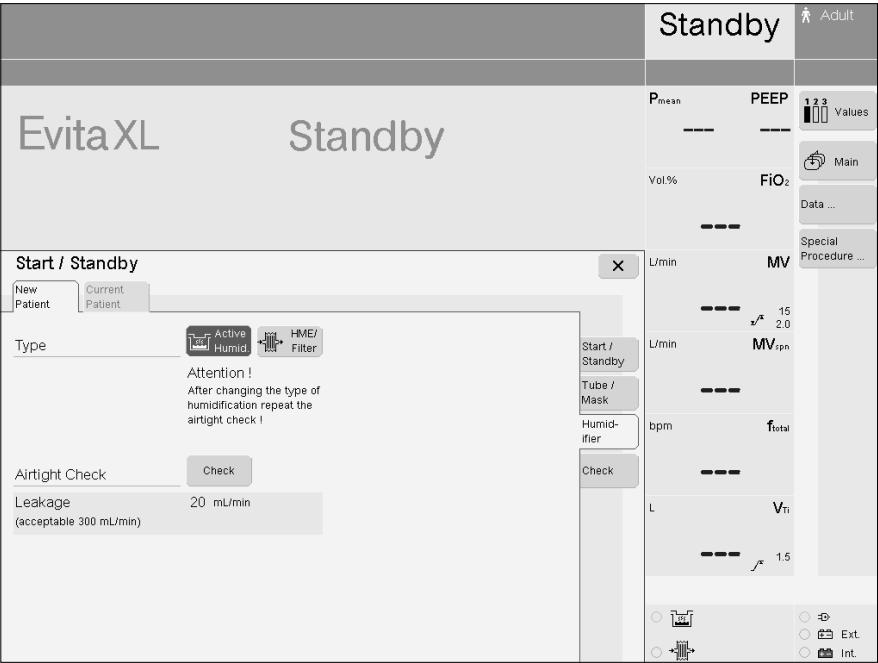 Standby
Adult
Evita XL
Standby
Pmean PEEP
--- ---
1 2 3
Values
Main
Vol.% FiO2
---
Data ...
Special
Procedure ...
Start / Standby
L/min MV
---
15
2.0
New
Patient
Current
Patient
Type
Active
Humid.
HME/
Filter
Attention !
After changing the type of
humidification repeat the
airtight check !
Start /
Standby
Tube /
Mask
Humid-
ifier
Check
L/min MVspn
---
bpm ftotal
---
Airtight Check
Check
Leakage
20 mL/min
(acceptable 300 mL/min)
L VTi
---
1.5
Ext.
Int.